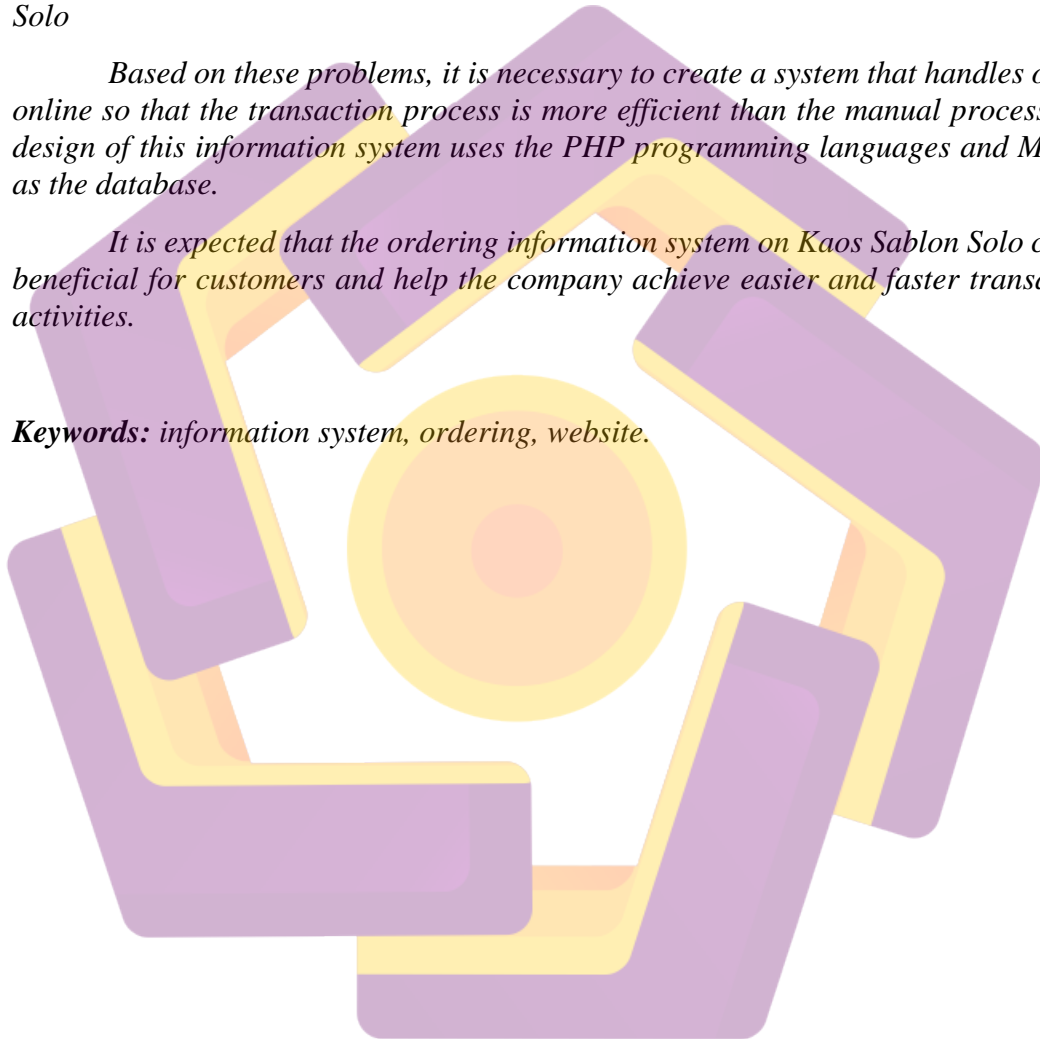 Solo
Based on these problems, it is necessary to create a system that handles
online so that the transaction process is more efficient than the manual process
design of this information system uses the PHP programming languages and
as the database.
It is expected that the ordering information system on Kaos Sablon Solo
beneficial for customers and help the company achieve easier and faster
activities.
Keywords: information system, ordering, website.